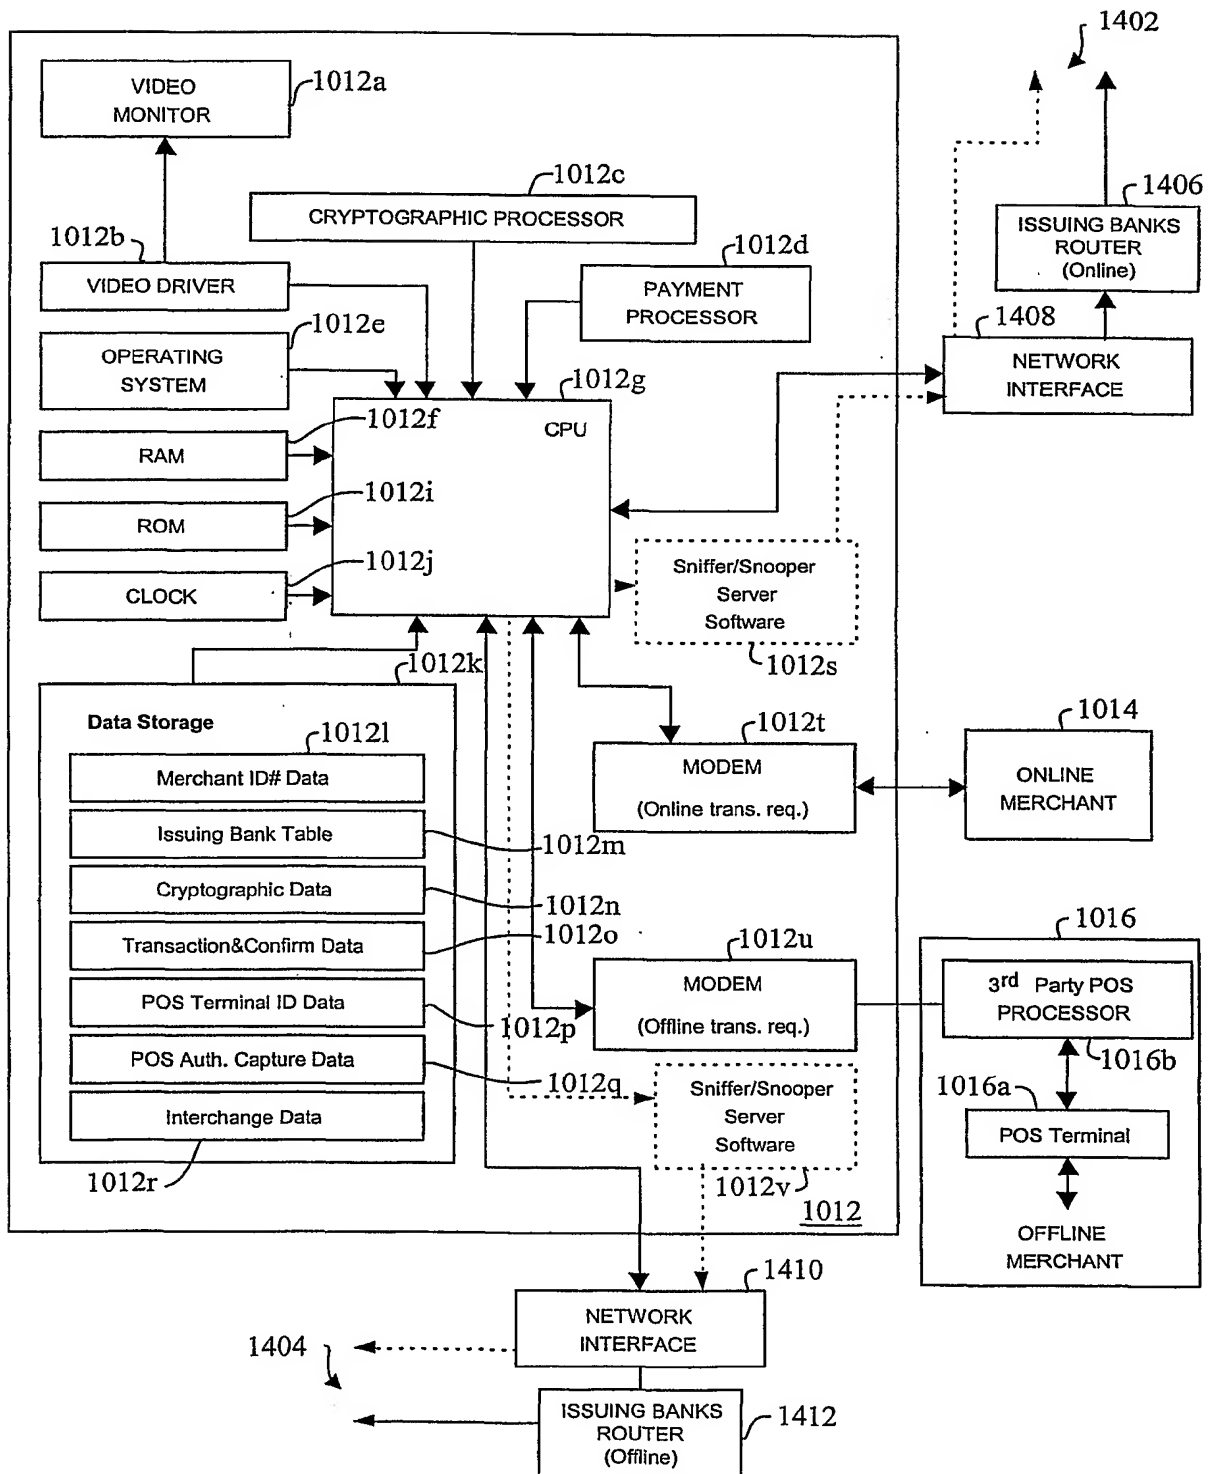 1402
VIDEO
MONITOR
1012a
1012c
CRYPTOGRAPHIC PROCESSOR
1406
ISSUING BANKS
ROUTER
(Online)
1012b
VIDEO DRIVER
1012d
PAYMENT
PROCESSOR
1012e
OPERATING
SYSTEM
1408
NETWORK
INTERFACE
1012g
CPU
1012f
RAM
1012i
ROM
1012j
CLOCK
Sniffer/Snooper
Server
Software
1012s
1012k
Data Storage
1012l
Merchant ID# Data
Issuing Bank Table
1012m
Cryptographic Data
1012n
Transaction&Confirm Data
1012o
POS Terminal ID Data
1012p
POS Auth. Capture Data
1012q
Interchange Data
1012r
1012t
MODEM
(Online trans. req.)
1014
ONLINE
MERCHANT
1012u
MODEM
(Offline trans. req.)
1016
3rd Party POS
PROCESSOR
1016b
1016a
POS Terminal
OFFLINE
MERCHANT
Sniffer/Snooper
Server
Software
1012v
1012
1410
NETWORK
INTERFACE
1404
ISSUING BANKS
ROUTER
(Offline)
1412